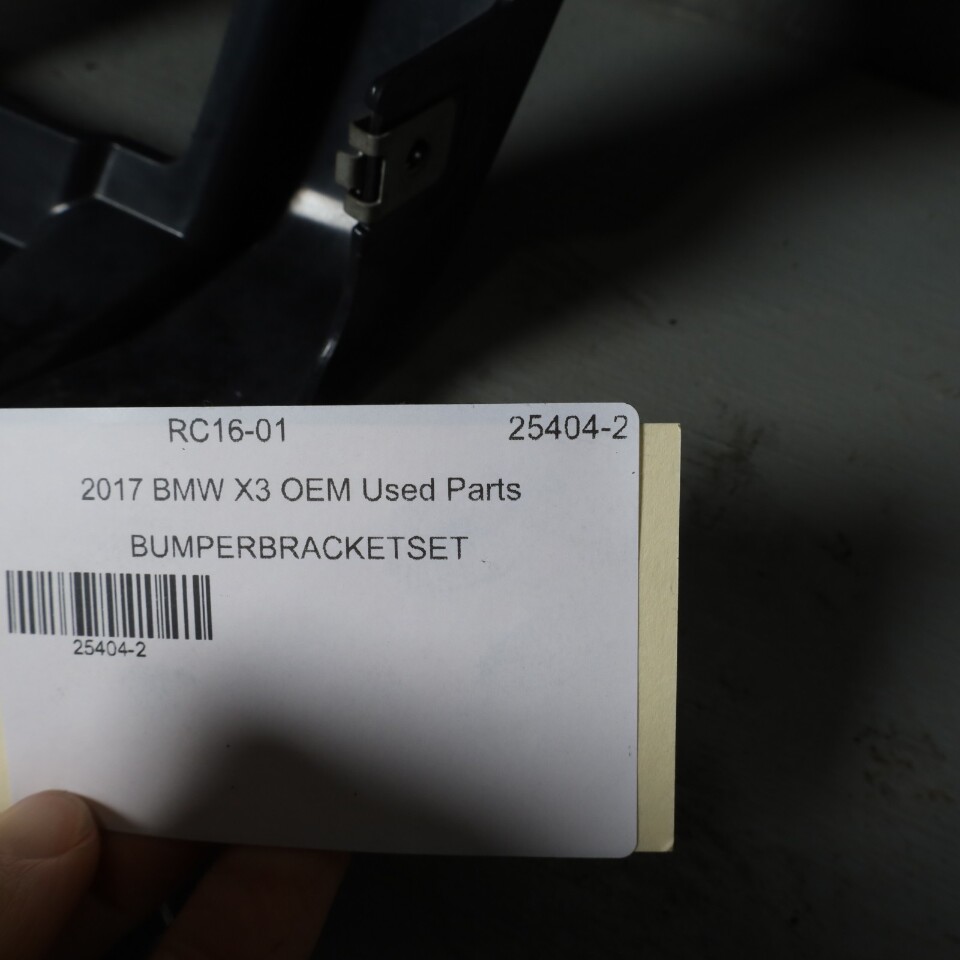 RC16-01 25404-2
2017 BMW X3 OEM Used Parts
BUMPERBRACKETSET
25404-2